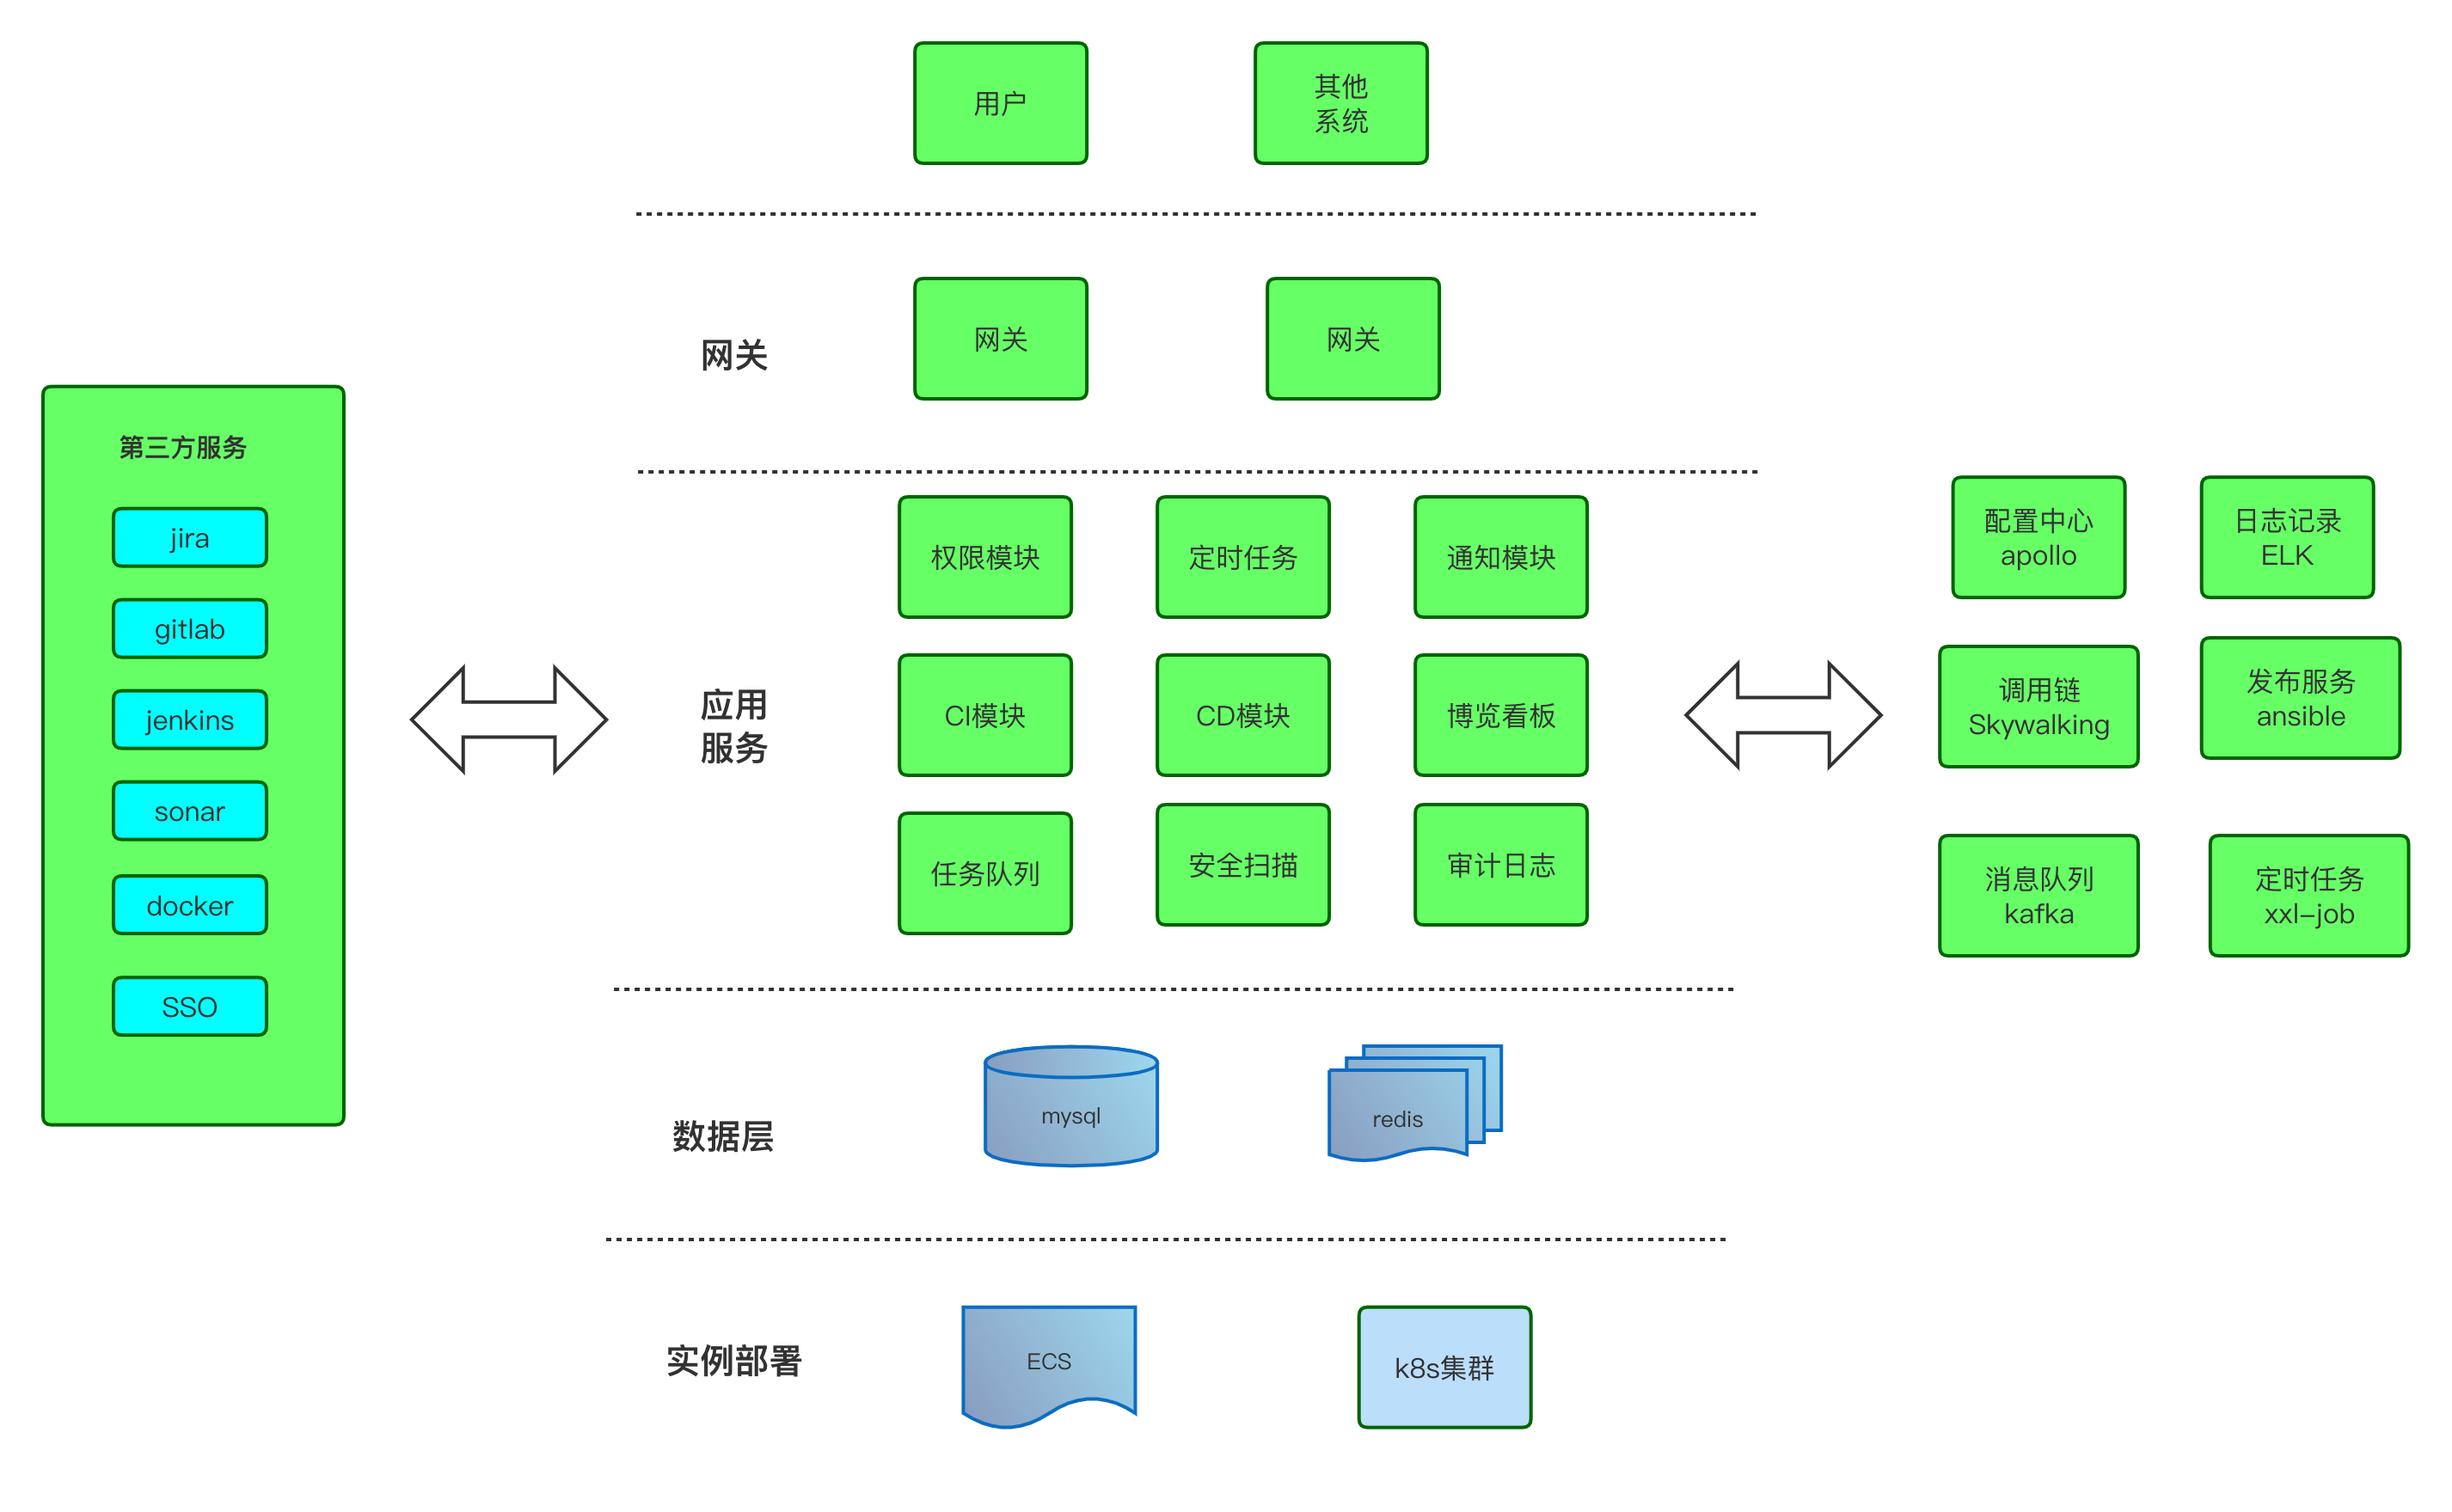 用户
其他
系统
网关
网关
网关
第三方服务
jira
gitlab
jenkins
sonar
docker
SSO
应用
服务
权限模块
定时任务
通知模块
CI模块
CD模块
博览看板
任务队列
安全扫描
审计日志
配置中心
apollo
日志记录
ELK
调用链
Skywalking
发布服务
ansible
消息队列
kafka
定时任务
xxl-job
数据层
mysql
redis
实例部署
ECS
k8s集群